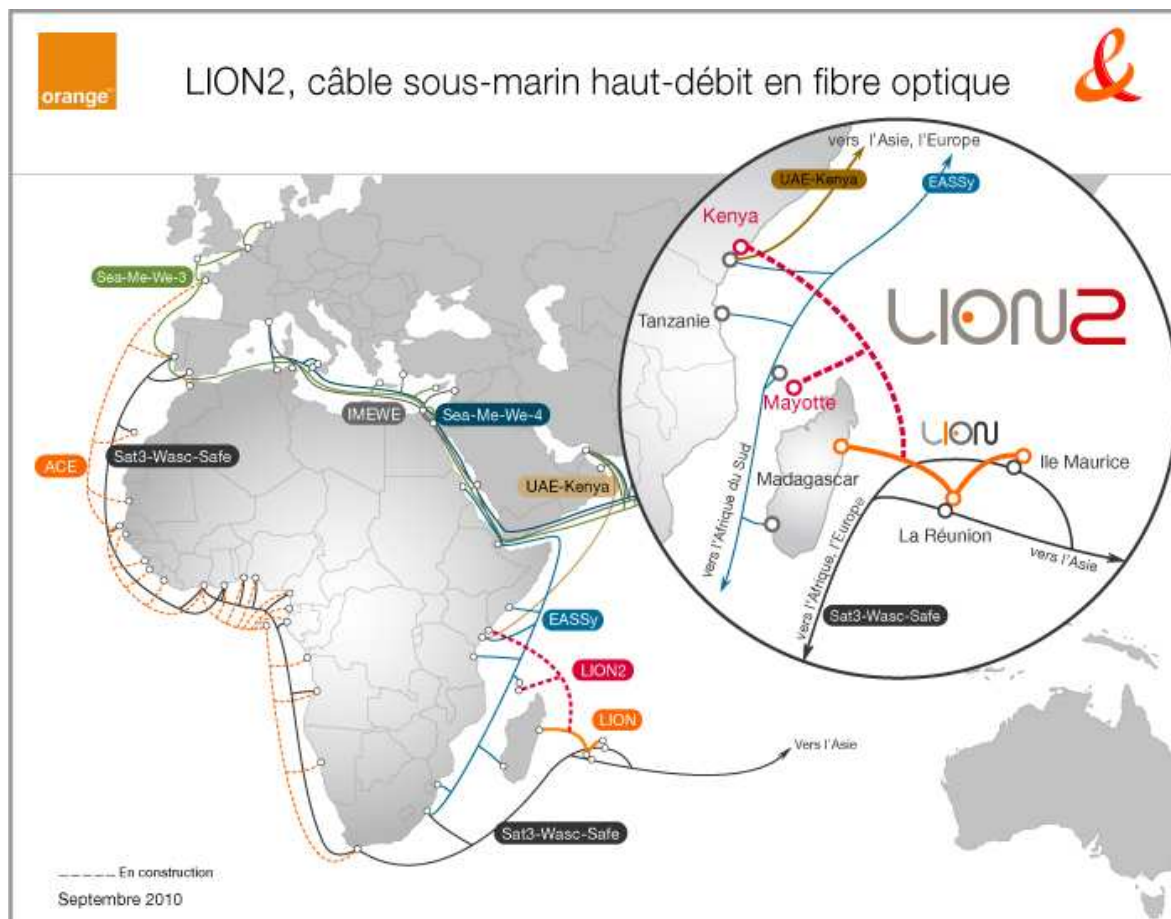 orange
LION2, câble sous-marin haut-débit en fibre optique
&
vers l'Asie, l'Europe
UAE-Kenya
EASSy
Kenya
Sea-Me-We-3
LION2
Tanzanie
Mayotte
IMEWE
Sea-Me-We-4
LION
ACE
Sat3-Wasc-Safe
Ile Maurice
UAE-Kenya
Madagascar
vers l'Afrique du Sud
La Réunion
vers l'Asie
vers l'Afrique, l'Europe
Sat3-Wasc-Safe
EASSy
LION2
LION
Vers l'Asie
Sat3-Wasc-Safe
En construction
Septembre 2010